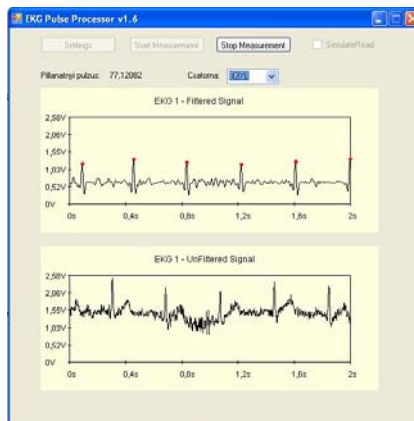 EKG Pulse Processor v1.6
Settings Start Measurement Stop Measurement SimulateRead
Pillanatnyi pulzus: 77,12082 Csatorna: EKG1
EKG 1 - Filtered Signal
2,58V
2,06V
1,55V
1,03V
0,52V
0V
0s 0,4s 0,8s 1,2s 1,6s 2s
EKG 1 - UnFiltered Signal
2,58V
2,06V
1,55V
1,03V
0,52V
0V
0s 0,4s 0,8s 1,2s 1,6s 2s